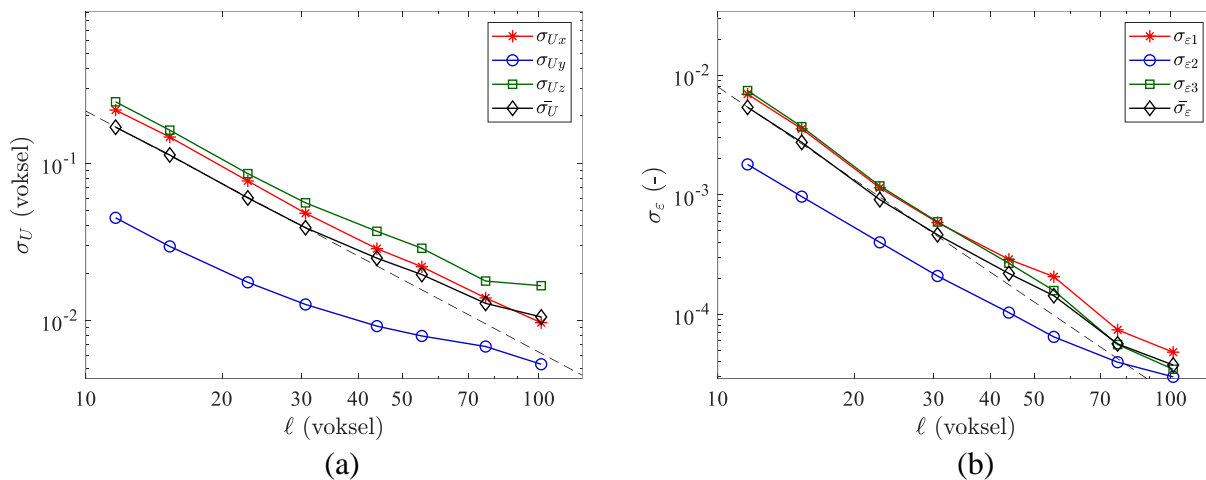 σ_U (voksel)
10^-1
10^-2
σ_Ux
σ_Uy
σ_Uz
σ̄_U
10 20 30 40 50 70 100
ℓ (voksel)
(a)
σ_ε (-)
10^-2
10^-3
10^-4
σ_ε1
σ_ε2
σ_ε3
σ̄_ε
10 20 30 40 50 70 100
ℓ (voksel)
(b)